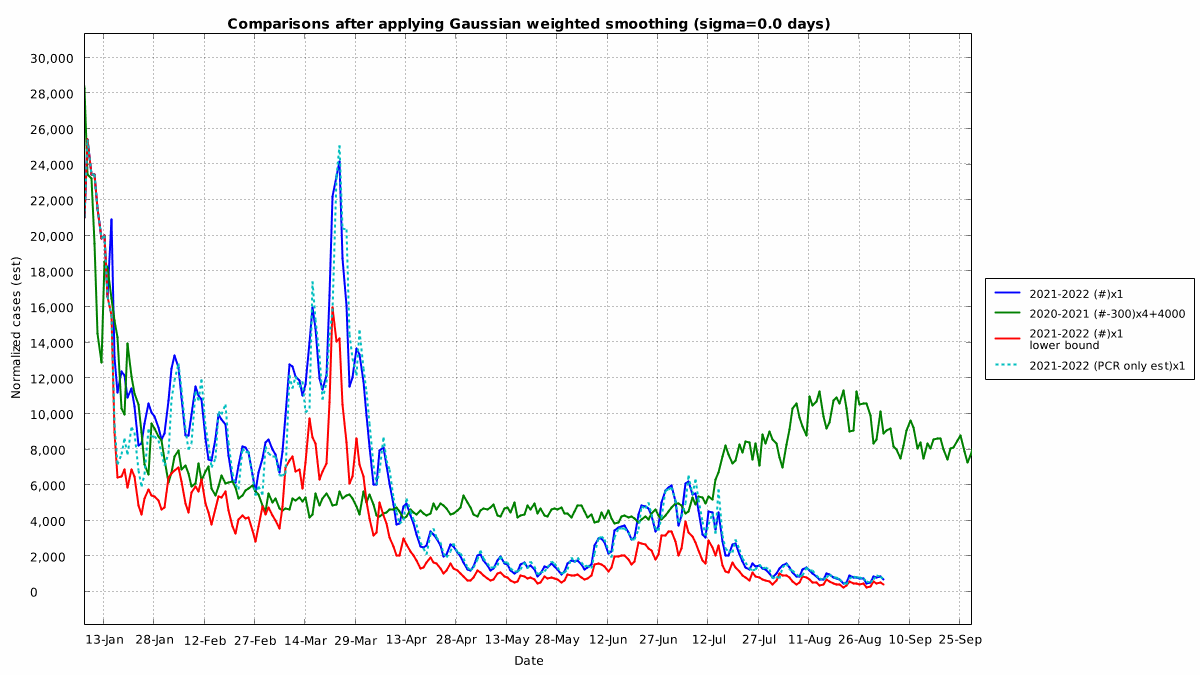 Comparisons after applying Gaussian weighted smoothing (sigma=0.0 days)
30,000
28,000
26,000
24,000
22,000
20,000
18,000
16,000
14,000
12,000
10,000
8,000
6,000
4,000
2,000
0
Normalized cases (est)
13-Jan 28-Jan 12-Feb 27-Feb 14-Mar 29-Mar 13-Apr 28-Apr 13-May 28-May 12-Jun 27-Jun 12-Jul 27-Jul 11-Aug 26-Aug 10-Sep 25-Sep
Date
2021-2022 (#)x1
2020-2021 (#-300)x4+4000
2021-2022 (#)x1
lower bound
2021-2022 (PCR only est)x1